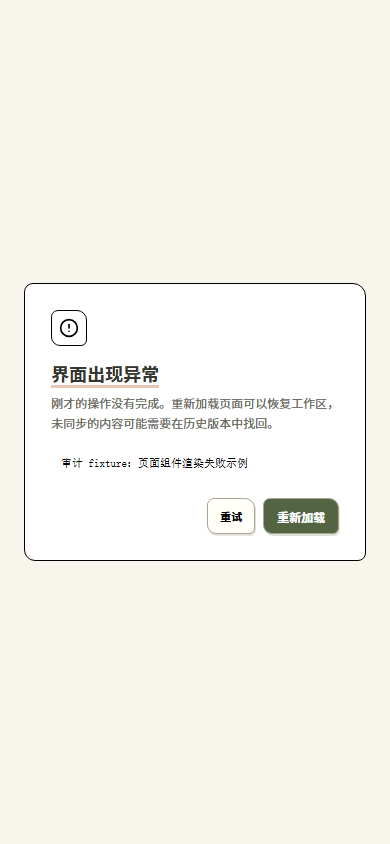 界面出现异常
刚才的操作没有完成。重新加载页面可以恢复工作区，
未同步的内容可能需要在历史版本中找回。
审计 fixture: 页面组件渲染失败示例
重试
重新加载